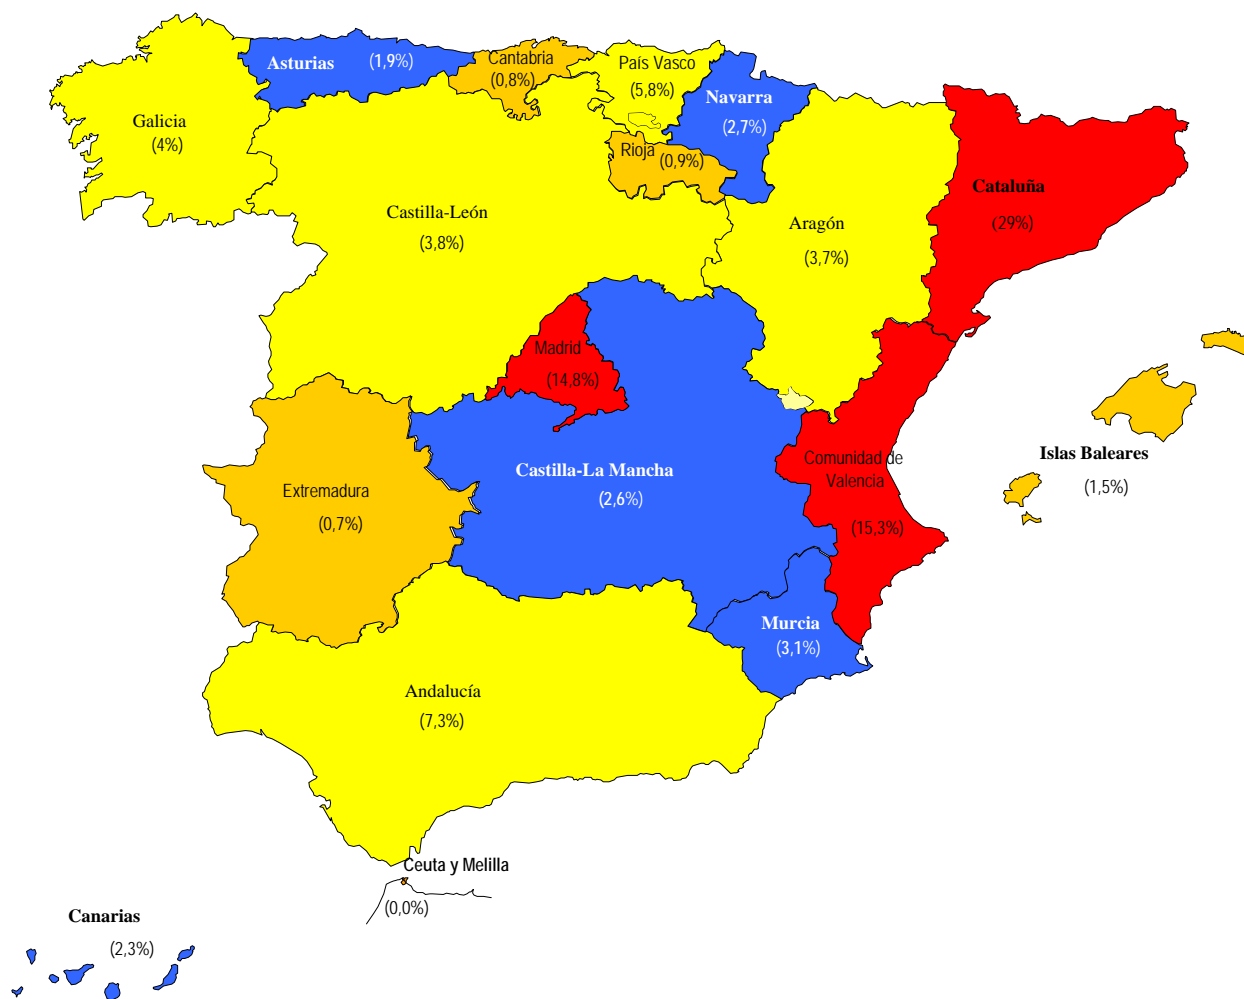 Asturias
(1,9%)
Cantabria
(0,8%)
País Vasco
(5,8%)
Navarra
(2,7%)
Galicia
(4%)
Rioja
(0,9%)
Cataluña
(29%)
Castilla-León
(3,8%)
Aragón
(3,7%)
Madrid
(14,8%)
Castilla-La Mancha
(2,6%)
Comunidad de
Valencia
(15,3%)
Islas Baleares
(1,5%)
Extremadura
(0,7%)
Murcia
(3,1%)
Andalucía
(7,3%)
Ceuta y Melilla
(0,0%)
Canarias
(2,3%)